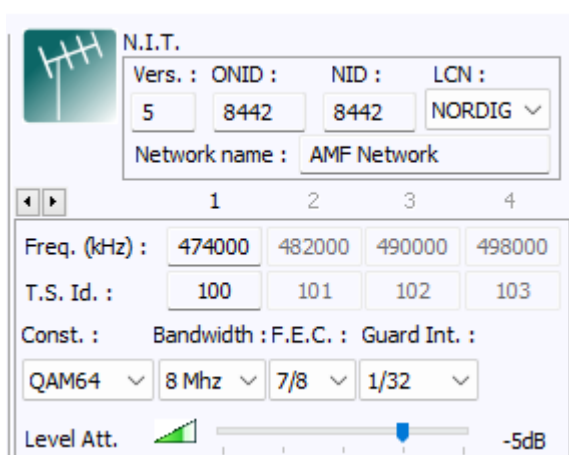 N.I.T.
Vers. : ONID : NID : LCN :
5 8442 8442 NORDIG
Network name : AMF Network
1 2 3 4
Freq. (kHz) : 474000 482000 490000 498000
T.S. Id. : 100 101 102 103
Const. : Bandwidth : F.E.C. : Guard Int. :
QAM64 8 Mhz 7/8 1/32
Level Att. -5dB